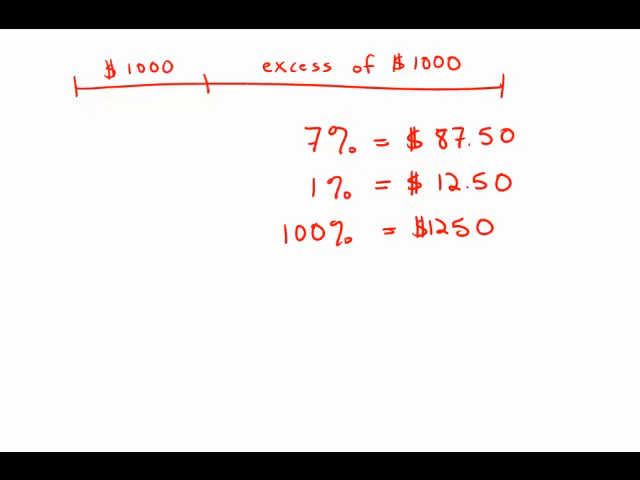 $ 1000 excess of $ 1000
7% = $ 87.50
1% = $ 12.50
100% = $1250